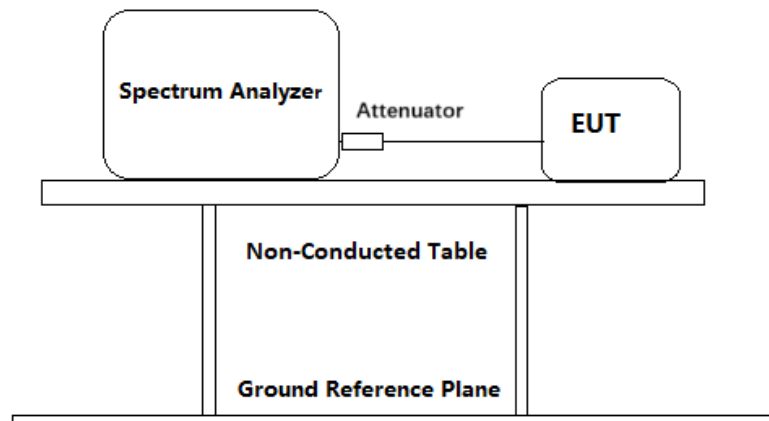 Spectrum Analyzer
Attenuator
EUT
Non-Conducted Table
Ground Reference Plane